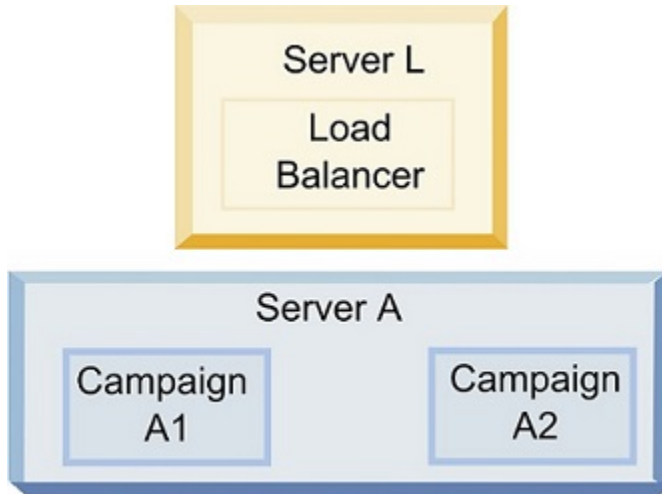 Server L
Load
Balancer
Server A
Campaign
A1
Campaign
A2